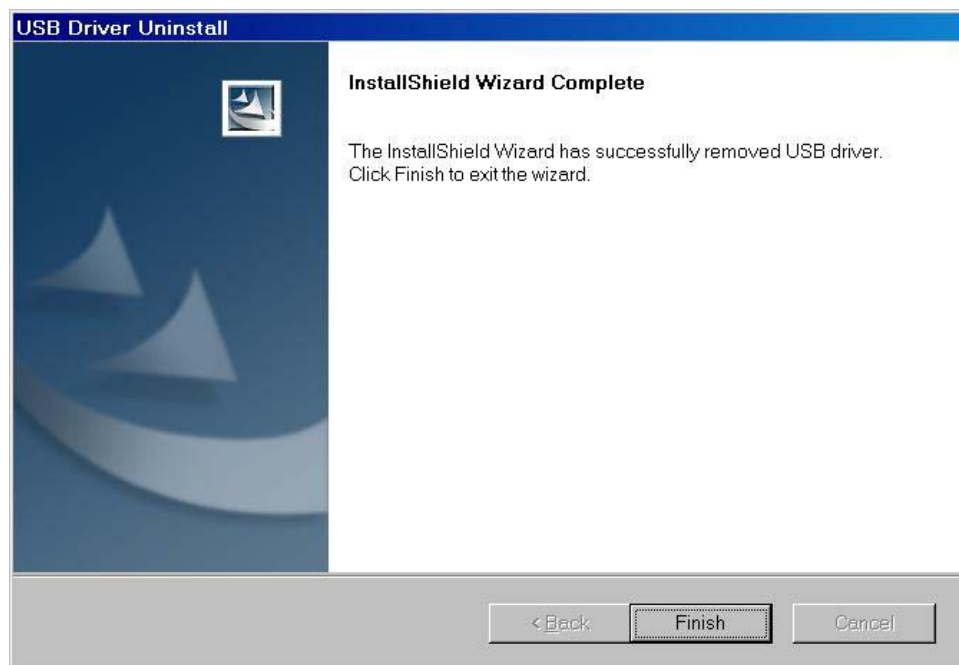 USB Driver Uninstall
InstallShield Wizard Complete
The InstallShield Wizard has successfully removed USB driver.
Click Finish to exit the wizard.
< Back
Finish
Cancel